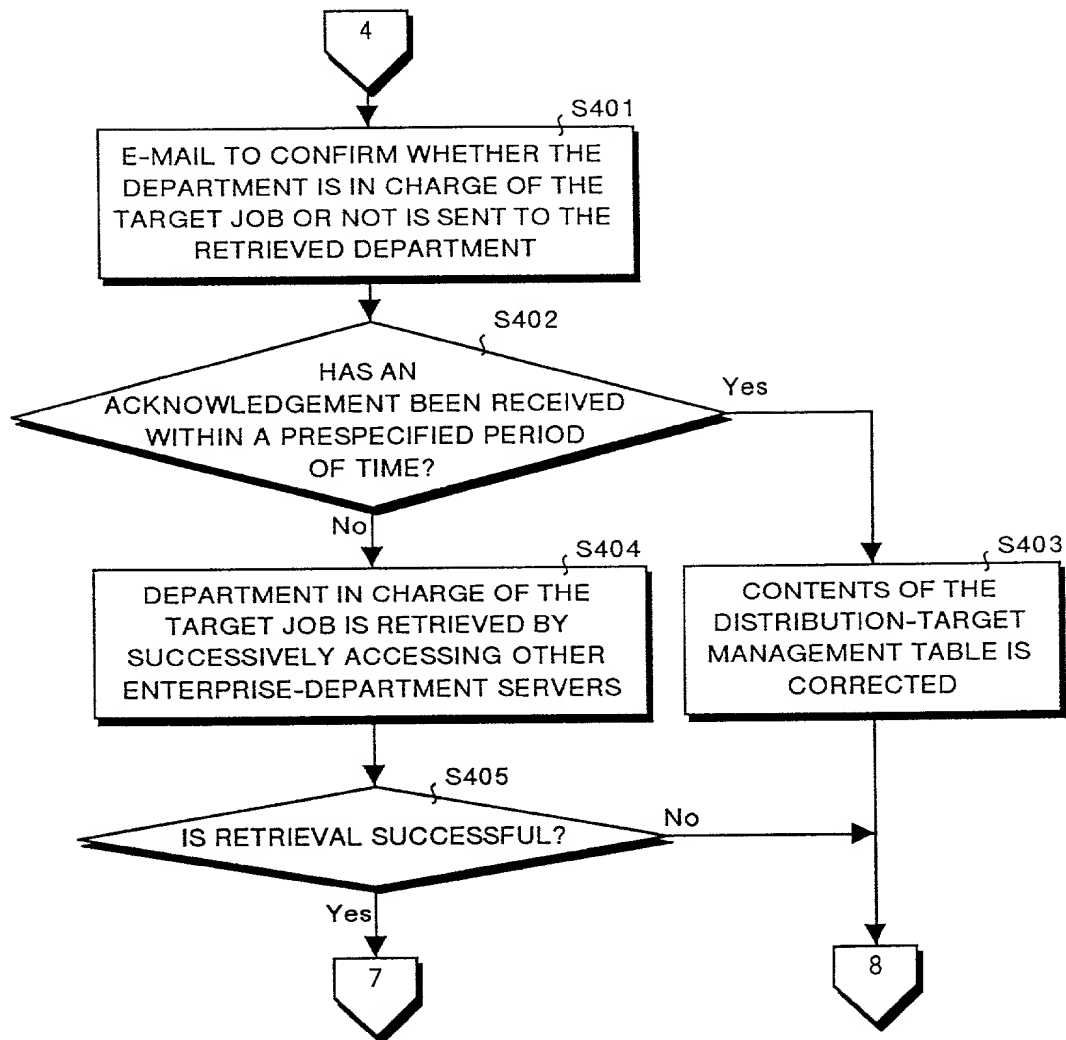 4
S401
E-MAIL TO CONFIRM WHETHER THE
DEPARTMENT IS IN CHARGE OF THE
TARGET JOB OR NOT IS SENT TO THE
RETRIEVED DEPARTMENT
S402
HAS AN
ACKNOWLEDGEMENT BEEN RECEIVED
WITHIN A PRESPECIFIED PERIOD
OF TIME?
Yes
No
S404
DEPARTMENT IN CHARGE OF THE
TARGET JOB IS RETRIEVED BY
SUCCESSIVELY ACCESSING OTHER
ENTERPRISE-DEPARTMENT SERVERS
S403
CONTENTS OF THE
DISTRIBUTION-TARGET
MANAGEMENT TABLE IS
CORRECTED
S405
IS RETRIEVAL SUCCESSFUL?
No
Yes
7
8